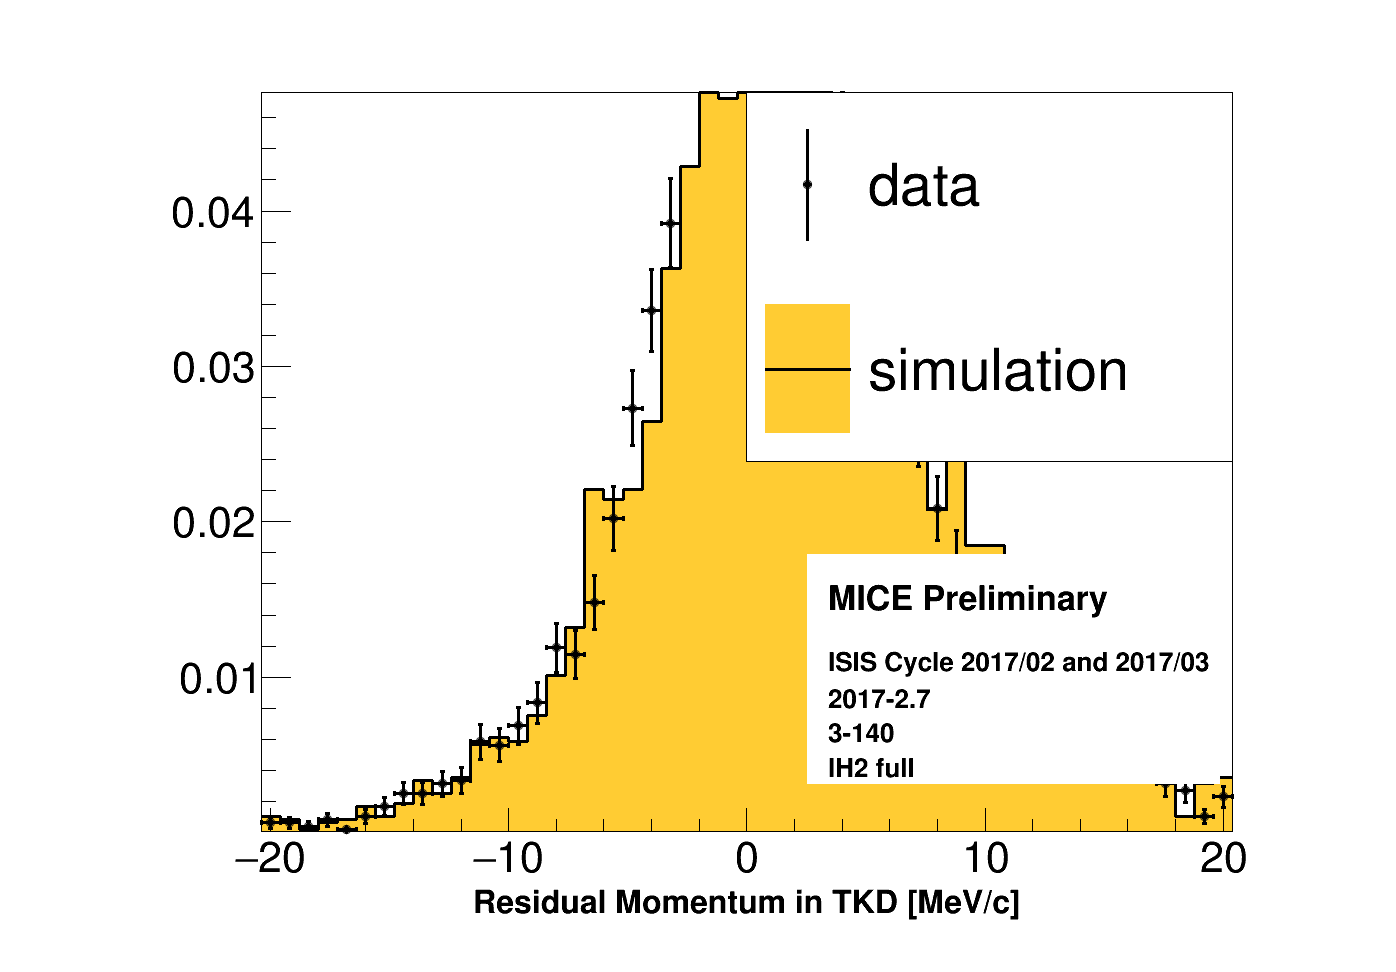 data
simulation
0.04
0.03
0.02
0.01
MICE Preliminary
ISIS Cycle 2017/02 and 2017/03
2017-2.7
3-140
IH2 full
−20 −10 0 10 20
Residual Momentum in TKD [MeV/c]